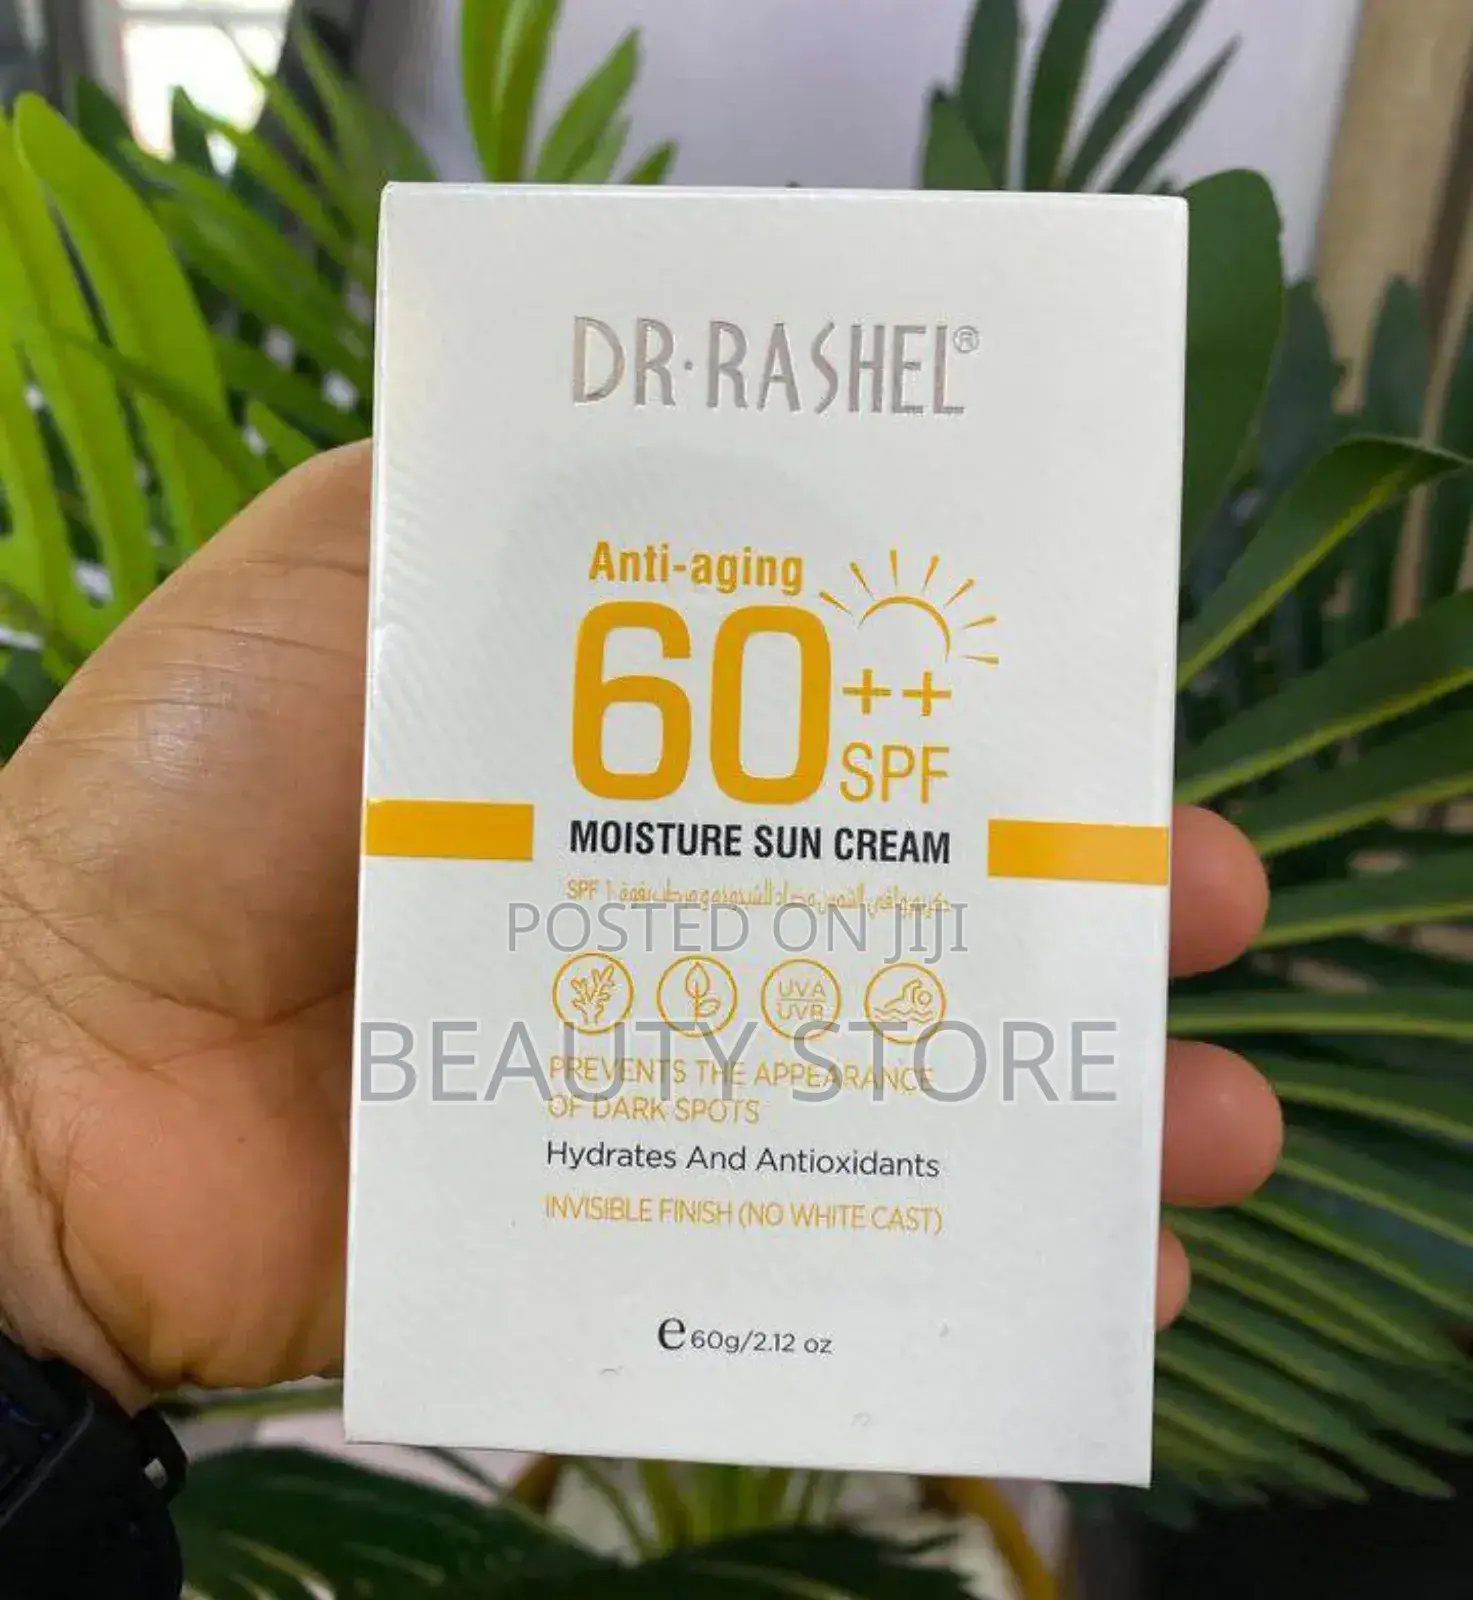 DR·RASHEL®
Anti-aging
60++
SPF
MOISTURE SUN CREAM
SPF
POSTED ON JIJI
UVA
UVB
BEAUTY STORE
PREVENTS THE APPEARANCE
OF DARK SPOTS
Hydrates And Antioxidants
INVISIBLE FINISH (NO WHITE CAST)
e 60g/2.12 oz